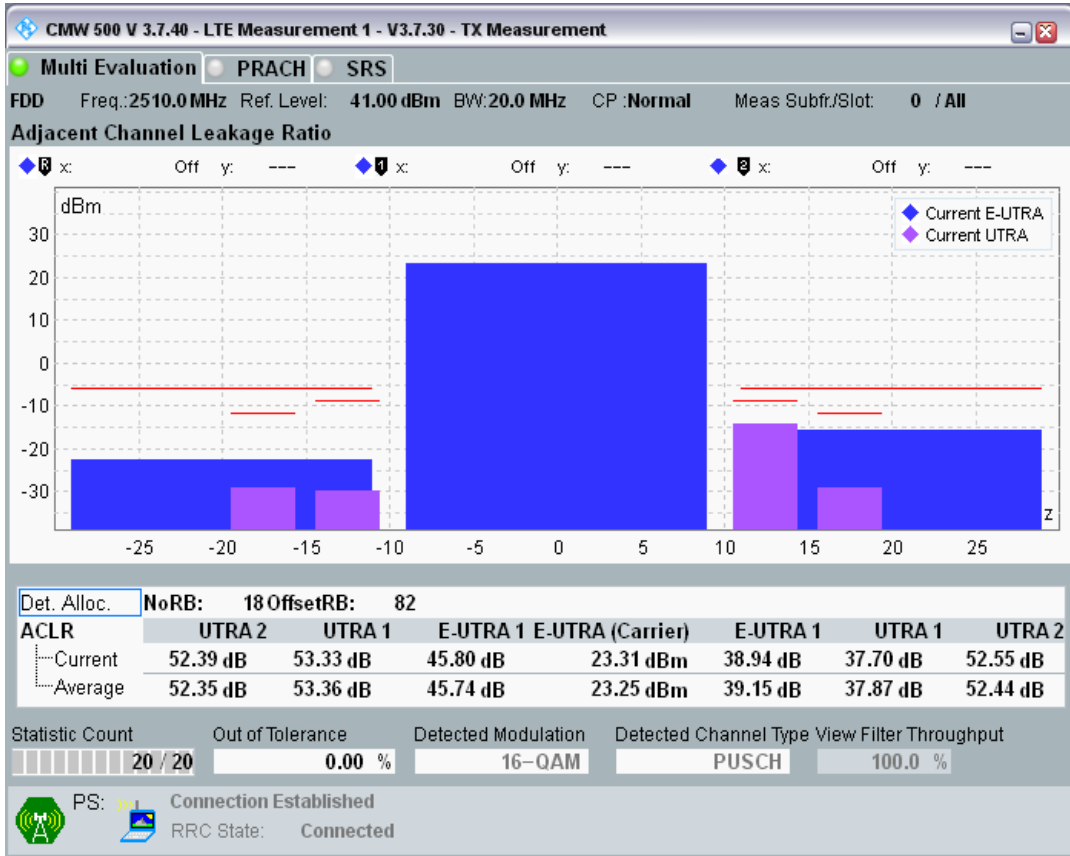 CMW 500 V 3.7.40 - LTE Measurement 1 - V3.7.30 - TX Measurement
Multi Evaluation PRACH SRS
FDD Freq.:2510.0 MHz Ref. Level: 41.00 dBm BW:20.0 MHz CP :Normal Meas Subfr./Slot: 0 / All
Adjacent Channel Leakage Ratio
R x: Off y: --- 1 x: Off y: --- 2 x: Off y: ---
dBm
Current E-UTRA
Current UTRA
30
20
10
0
-10
-20
-30
z
-25 -20 -15 -10 -5 0 5 10 15 20 25
Det. Alloc. NoRB: 18 OffsetRB: 82
ACLR UTRA 2 UTRA 1 E-UTRA 1 E-UTRA (Carrier) E-UTRA 1 UTRA 1 UTRA 2
Current 52.39 dB 53.33 dB 45.80 dB 23.31 dBm 38.94 dB 37.70 dB 52.55 dB
Average 52.35 dB 53.36 dB 45.74 dB 23.25 dBm 39.15 dB 37.87 dB 52.44 dB
Statistic Count Out of Tolerance Detected Modulation Detected Channel Type View Filter Throughput
20 / 20 0.00 % 16-QAM PUSCH 100.0 %
PS: Connection Established
RRC State: Connected